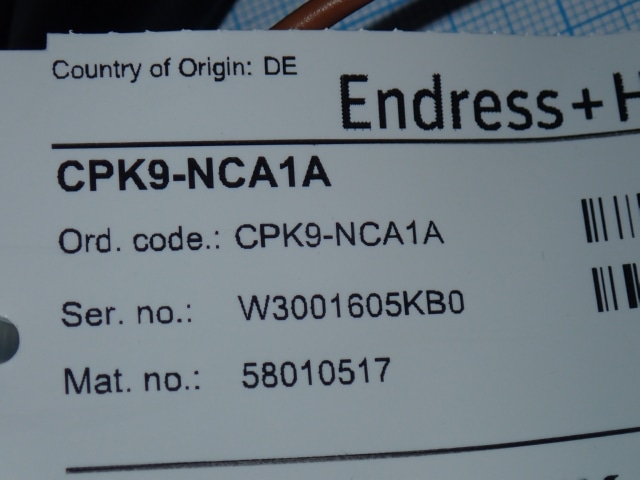 Country of Origin: DE
Endress+H
CPK9-NCA1A
Ord. code.: CPK9-NCA1A
Ser. no.: W3001605KB0
Mat. no.: 58010517